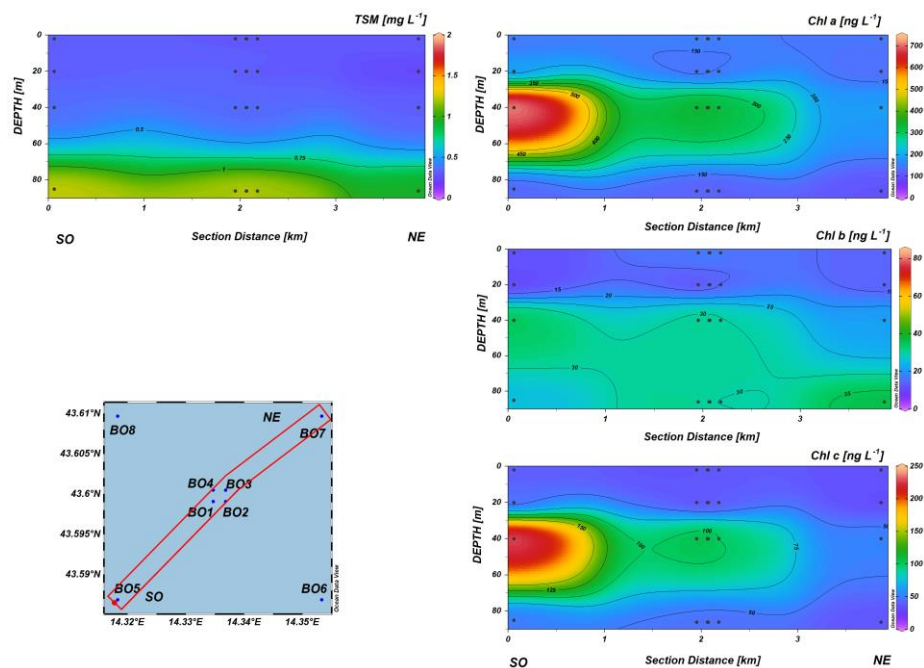 TSM [mg L-1]
DEPTH [m]
0
20
40
60
80
0.5
0.75
1
2
1.5
1
0.5
0
Ocean Data View
0
1
2
3
Section Distance [km]
SO
NE
Chl a [ng L-1]
DEPTH [m]
0
20
40
60
80
150
15
350
500
400
450
300
200
250
150
150
700
600
500
400
300
200
100
0
Ocean Data View
0
1
2
3
Section Distance [km]
Chl b [ng L-1]
DEPTH [m]
0
20
40
60
80
15
20
25
30
30
30
35
80
60
40
20
0
Ocean Data View
0
1
2
3
Section Distance [km]
Chl c [ng L-1]
DEPTH [m]
0
20
40
60
80
50
150
100
100
75
125
50
250
200
150
100
50
0
Ocean Data View
0
1
2
3
SO
Section Distance [km]
NE
43.61°N
43.605°N
43.6°N
43.595°N
43.59°N
BO8
NE
BO7
BO4
BO3
BO1
BO2
BO5
SO
BO6
14.32°E
14.33°E
14.34°E
14.35°E
Ocean Data View